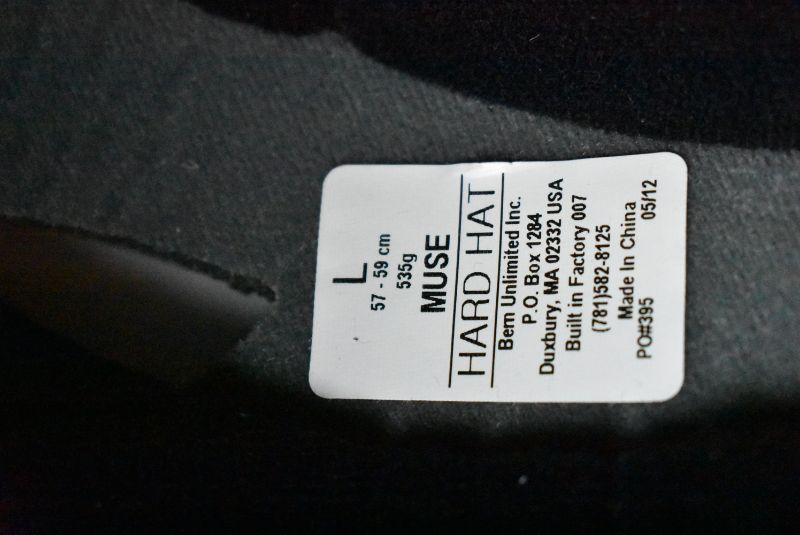 L
57 - 59 cm
535g
MUSE
HARD HAT
Bern Unlimited Inc.
P.O. Box 1284
Duxbury, MA 02332 USA
Built in Factory 007
(781)582-8125
Made In China
PO#395 05/12